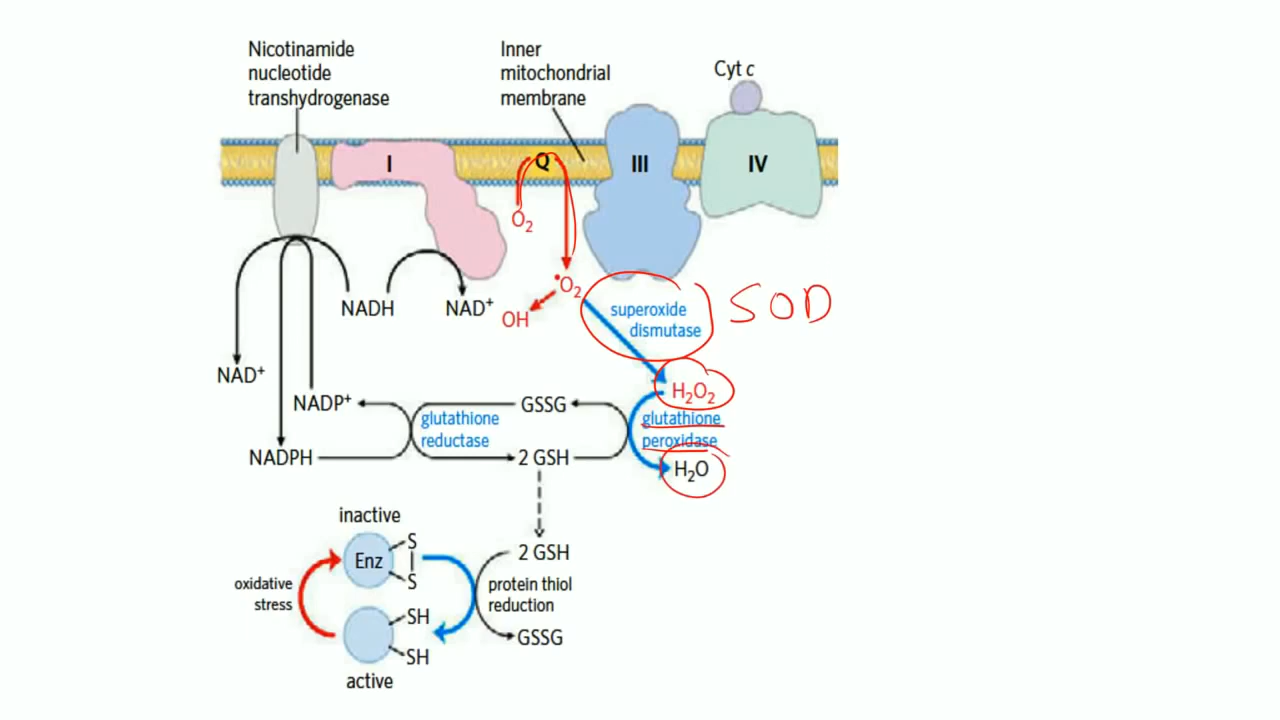 Nicotinamide
nucleotide
transhydrogenase
Inner
mitochondrial
membrane
Cyt c
I
Q
III
IV
O2
•O2
OH
superoxide
dismutase
SOD
NADH
NAD+
NAD+
H2O2
NADP+
GSSG
glutathione
reductase
glutathione
peroxidase
NADPH
2 GSH
H2O
inactive
Enz
S
S
2 GSH
oxidative
stress
protein thiol
reduction
SH
SH
GSSG
active